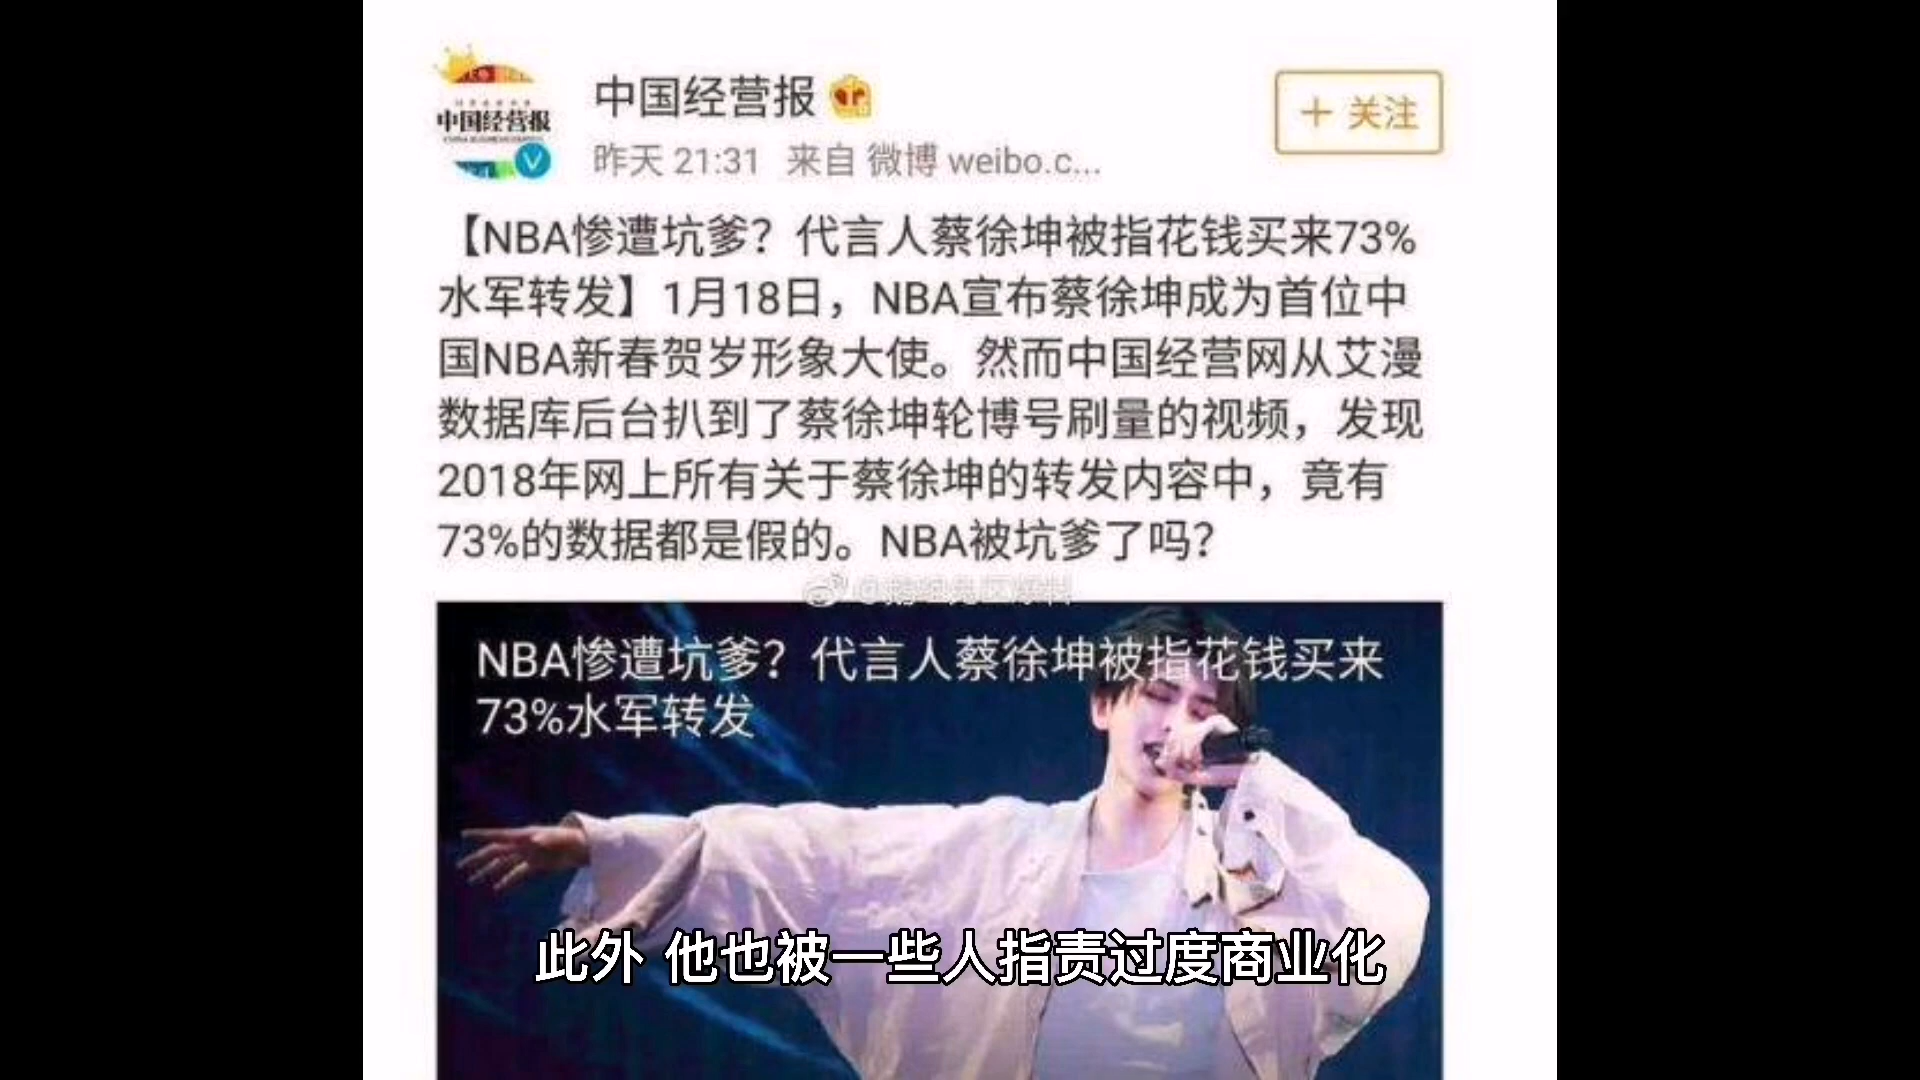 中国经营报
中国经营报
+ 关注
昨天 21:31 来自 微博 weibo.c...
【NBA惨遭坑爹?代言人蔡徐坤被指花钱买来73%
水军转发】1月18日，NBA宣布蔡徐坤成为首位中
国NBA新春贺岁形象大使。然而中国经营网从艾漫
数据库后台扒到了蔡徐坤轮博号刷量的视频，发现
2018年网上所有关于蔡徐坤的转发内容中，竟有
73%的数据都是假的。NBA被坑爹了吗?
NBA惨遭坑爹?代言人蔡徐坤被指花钱买来
73%水军转发
此外 他也被一些人指责过度商业化